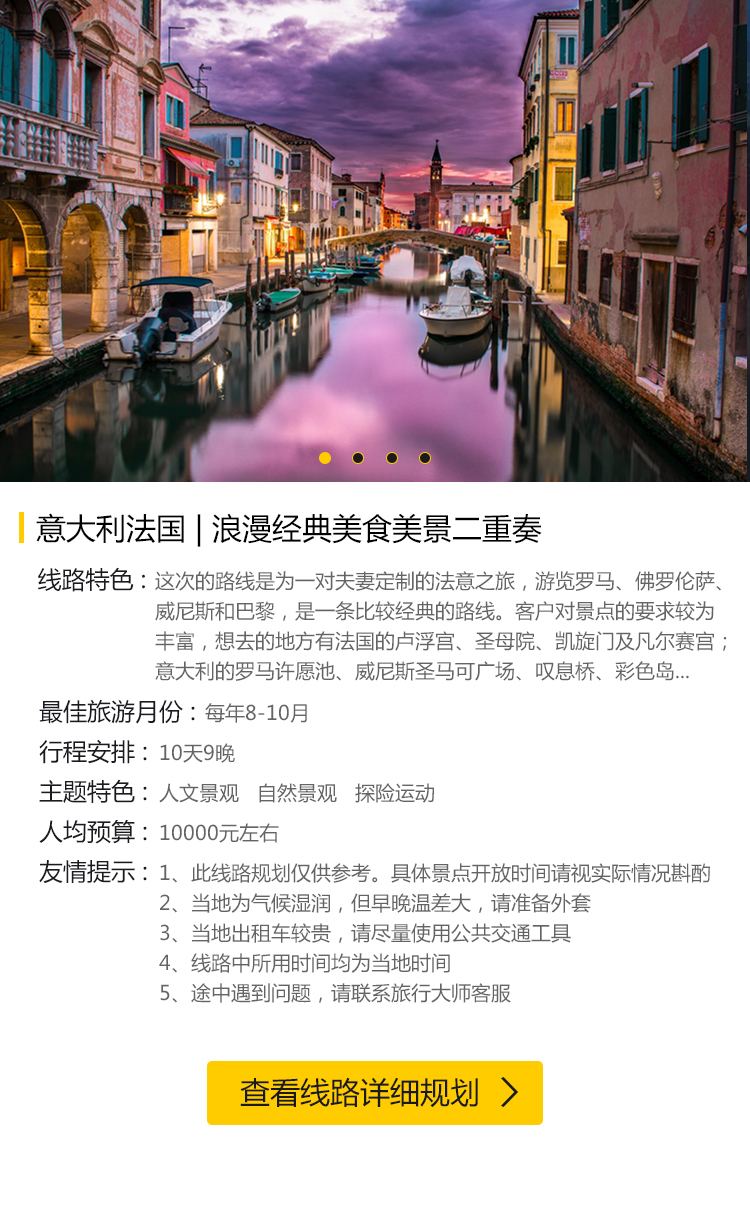 意大利法国 | 浪漫经典美食美景二重奏
线路特色：这次的路线是为一对夫妻定制的法意之旅，游览罗马、佛罗伦萨、
威尼斯和巴黎，是一条比较经典的路线。客户对景点的要求较为
丰富，想去的地方有法国的卢浮宫、圣母院、凯旋门及凡尔赛宫；
意大利的罗马许愿池、威尼斯圣马可广场、叹息桥、彩色岛...
最佳旅游月份：每年8-10月
行程安排：10天9晚
主题特色：人文景观 自然景观 探险运动
人均预算：10000元左右
友情提示：1、此线路规划仅供参考。具体景点开放时间请视实际情况斟酌
2、当地为气候湿润，但早晚温差大，请准备外套
3、当地出租车较贵，请尽量使用公共交通工具
4、线路中所用时间均为当地时间
5、途中遇到问题，请联系旅行大师客服
查看线路详细规划 >